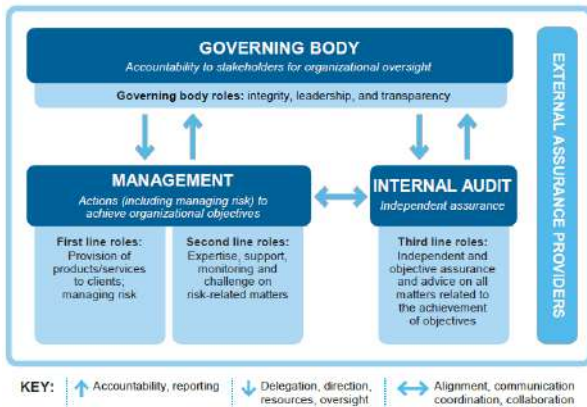 GOVERNING BODY
Accountability to stakeholders for organizational oversight
Governing body roles: integrity, leadership, and transparency
MANAGEMENT
Actions (including managing risk) to
achieve organizational objectives
First line roles:
Provision of
products/services
to clients;
managing risk
Second line roles:
Expertise, support,
monitoring and
challenge on
risk-related matters
INTERNAL AUDIT
Independent assurance
Third line roles:
Independent and
objective assurance
and advice on all
matters related to
the achievement
of objectives
EXTERNAL ASSURANCE PROVIDERS
KEY:
Accountability, reporting
Delegation, direction,
resources, oversight
Alignment, communication
coordination, collaboration